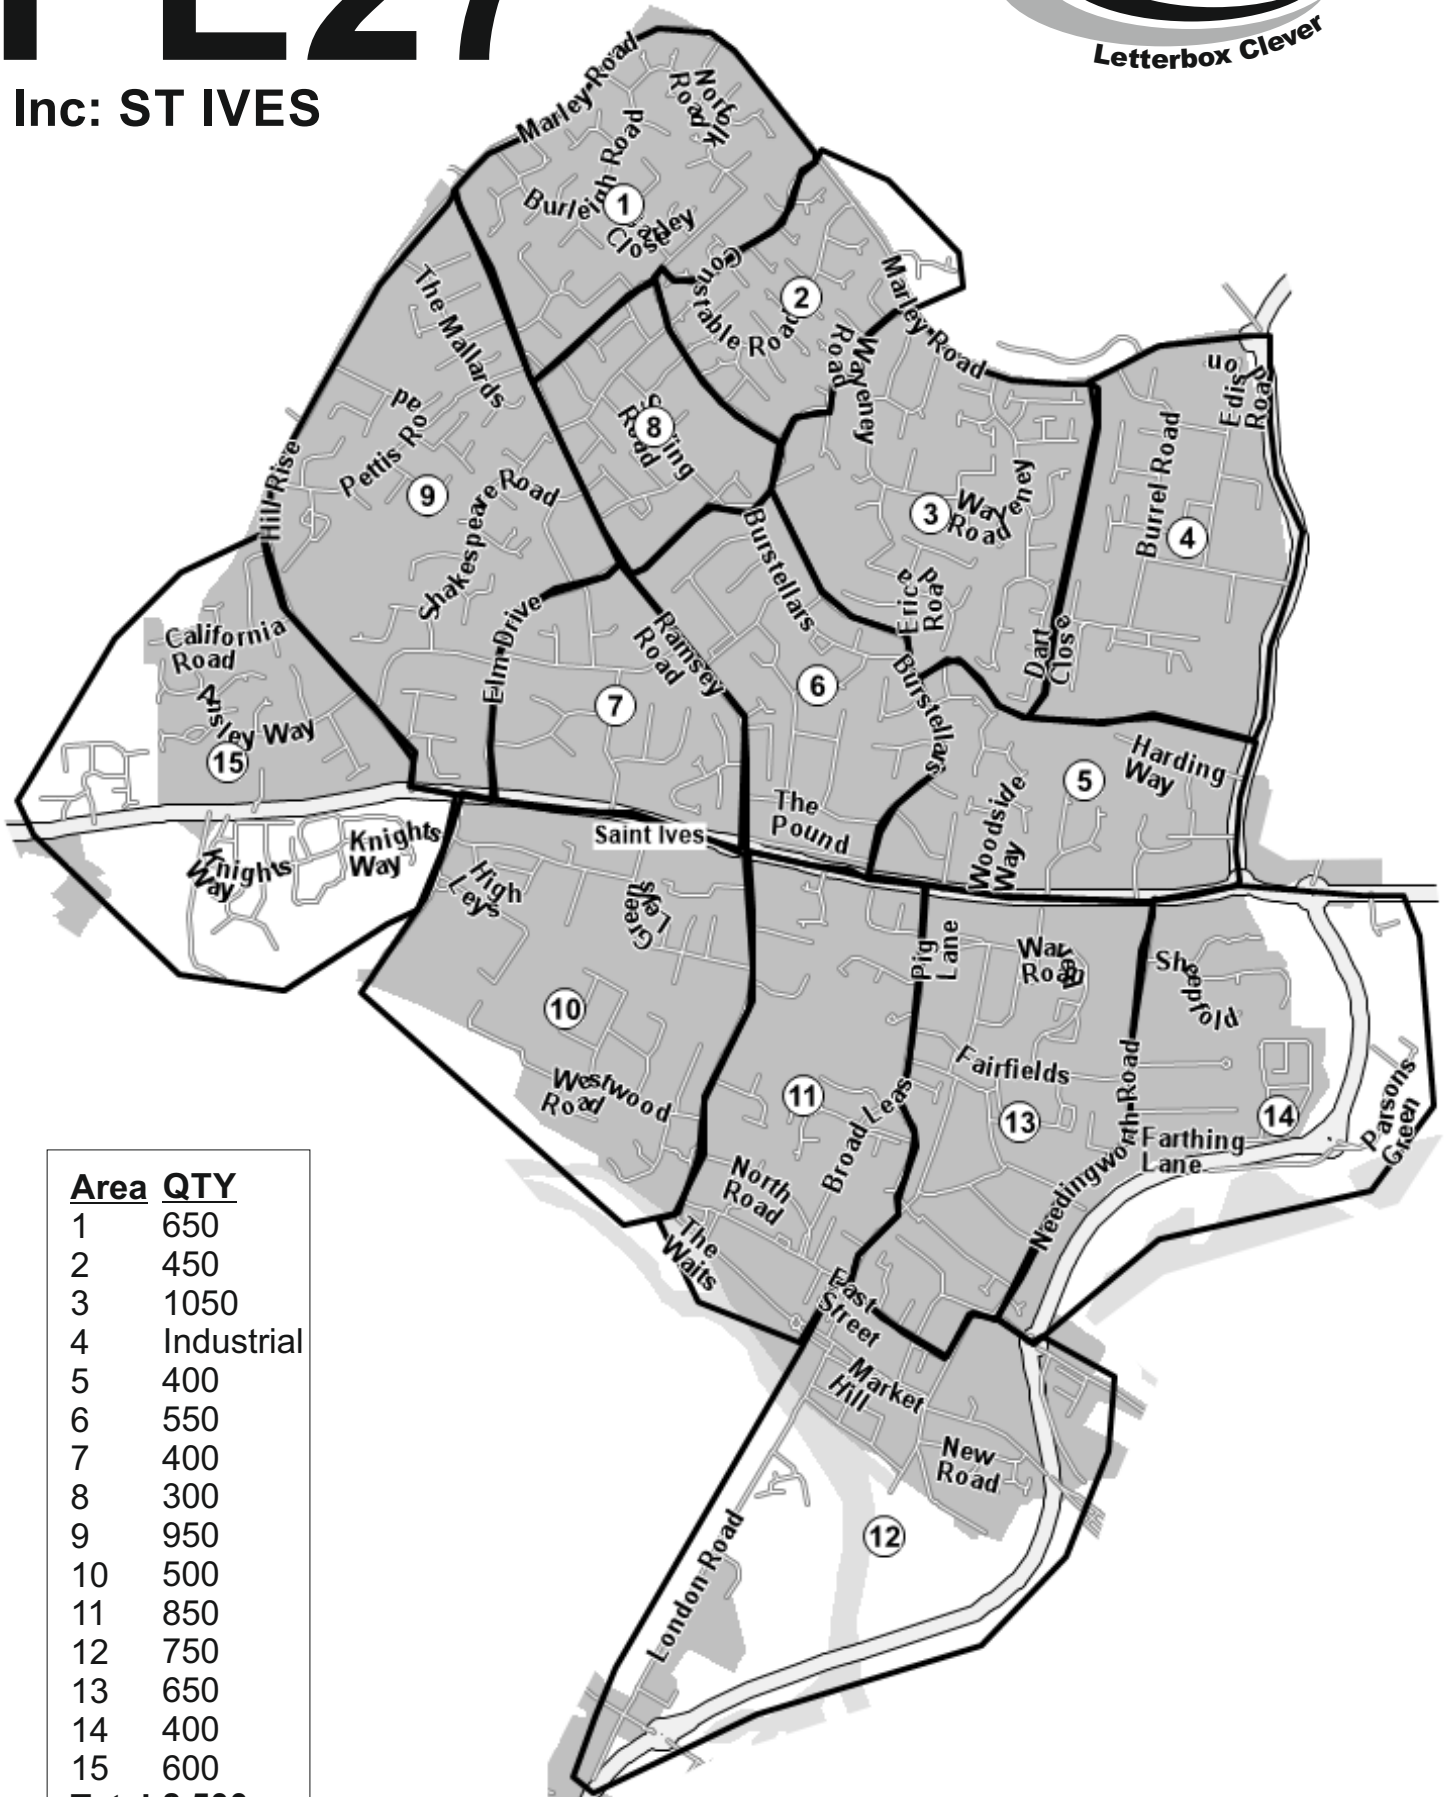 PE27
Letterbox Clever
Inc: ST IVES
Marley Road
Norfolk
Road
Burleigh Road
1
Close
The Mallards
Constable Road
2
Marley Road
Waveney
Road
Edison
Road
Pettis Road
8
Burrel Road
Hill Rise
9
Shakespeare Road
3
Waveney
Road
4
Burstellars
Erica
Road
California
Road
Elm Drive
Ramsey
Road
Dart
Close
Ansley Way
15
7
6
Burstellars
Harding
Way
5
Woodside
Way
The
Pound
Saint Ives
Knights
Way
Knights
Way
High
Leys
Green
Leys
Pig
Lane
Warren
Road
Sheepfold
10
Westwood
Road
11
Broad Leas
Fairfields
13
Needingworth Road
14
Farthing
Lane
Parsons
Green
North
Road
The
Waits
East
Street
Market
Hill
New
Road
12
London Road
Area QTY
1 650
2 450
3 1050
4 Industrial
5 400
6 550
7 400
8 300
9 950
10 500
11 850
12 750
13 650
14 400
15 600